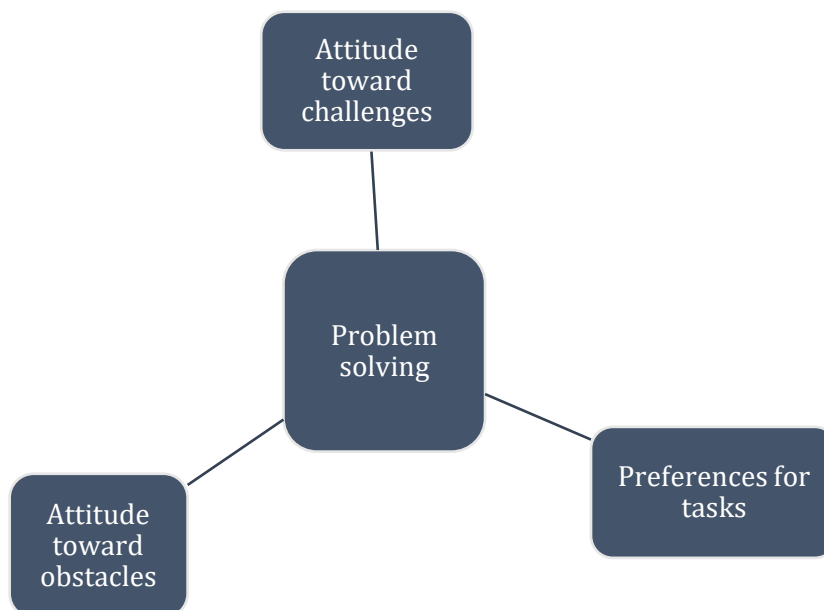 Attitude
toward
challenges
Problem
solving
Preferences for
tasks
Attitude
toward
obstacles